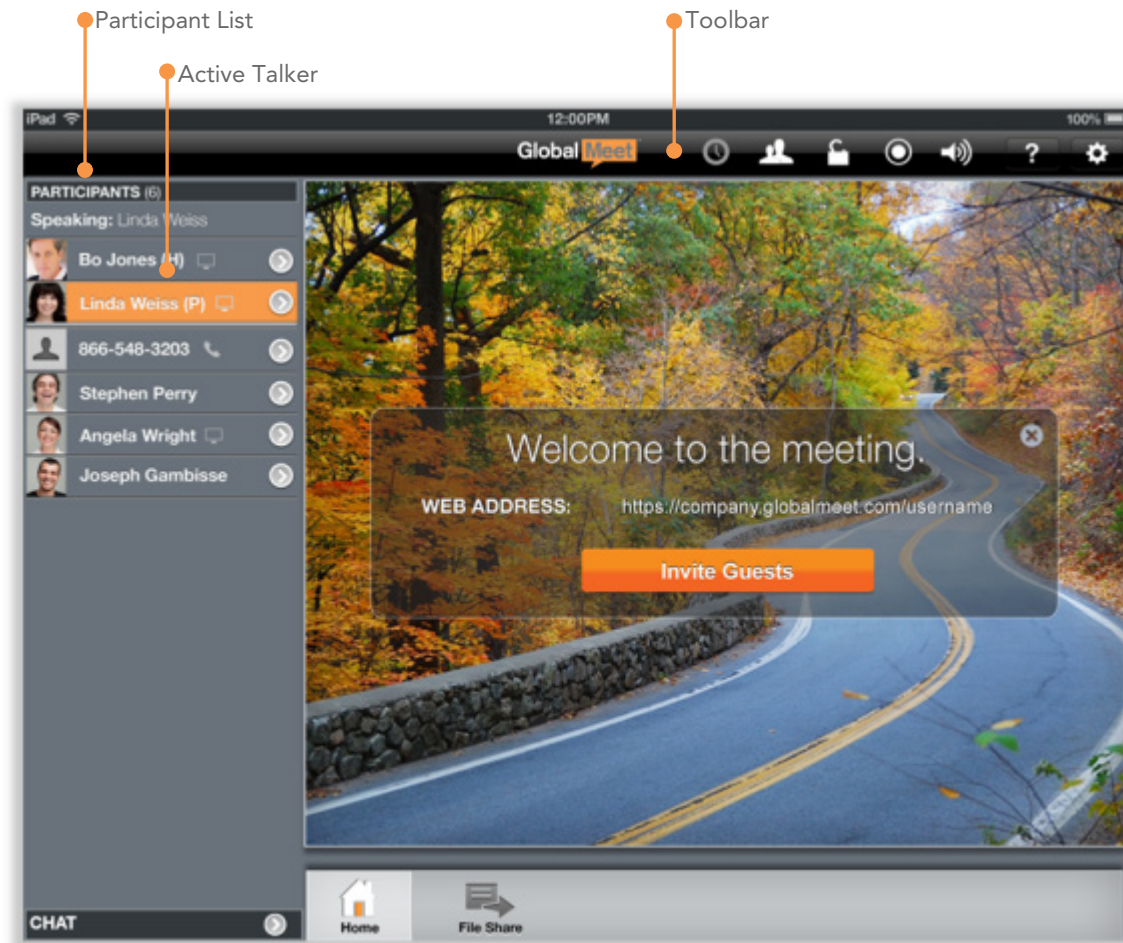 Participant List
Toolbar
Active Talker
iPad
12:00PM
100%
Global Meet
?
PARTICIPANTS (6)
Speaking: Linda Weiss
Bo Jones (H)
Linda Weiss (P)
866-548-3203
Stephen Perry
Angela Wright
Joseph Gambisse
Welcome to the meeting.
WEB ADDRESS: https://company.globalmeet.com/username
Invite Guests
CHAT
Home
File Share